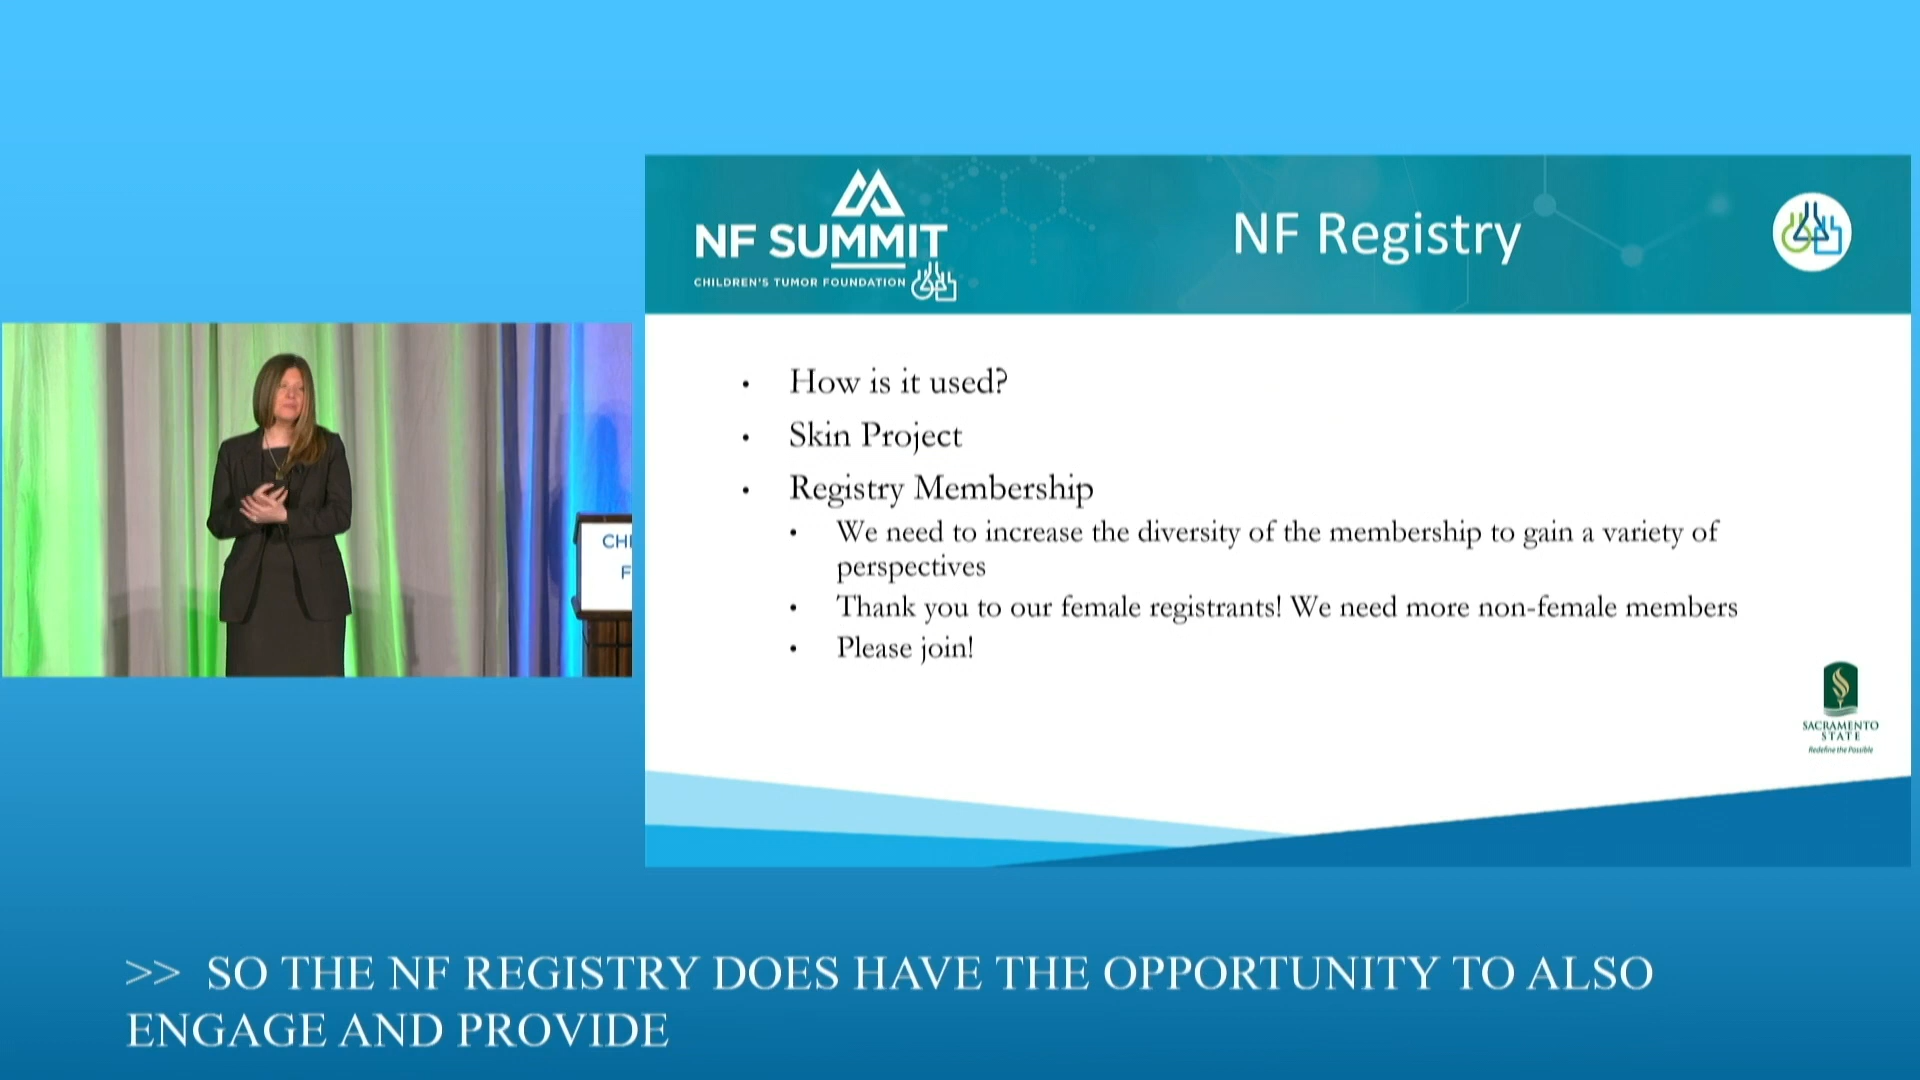 NF SUMMIT
CHILDREN'S TUMOR FOUNDATION
NF Registry
• How is it used?
• Skin Project
• Registry Membership
• We need to increase the diversity of the membership to gain a variety of
perspectives
• Thank you to our female registrants! We need more non-female members
• Please join!
SACRAMENTO
STATE
Redefine the Possible
CHI
F
>> SO THE NF REGISTRY DOES HAVE THE OPPORTUNITY TO ALSO
ENGAGE AND PROVIDE